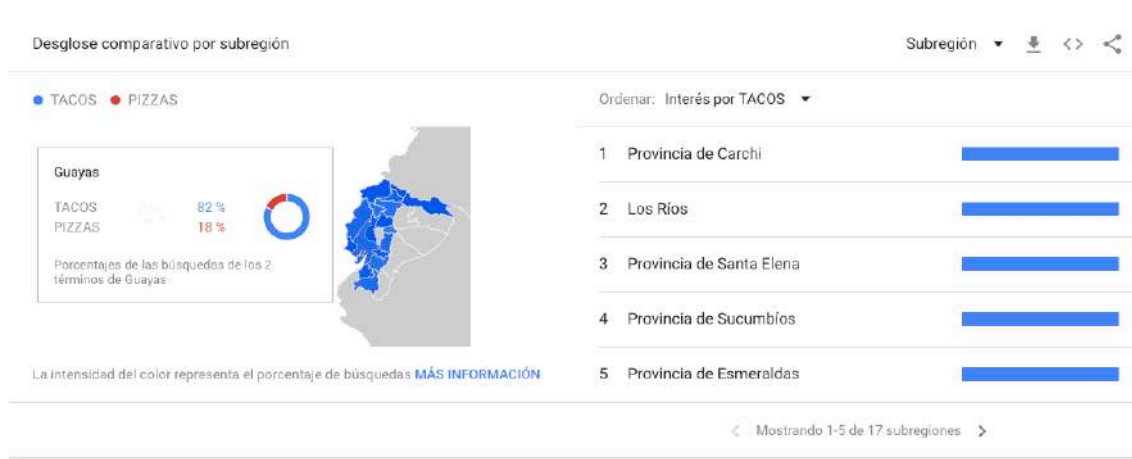 Desglose comparativo por subregión
Subregión
TACOS PIZZAS
Ordenar: Interés por TACOS
Guayas
TACOS 82 %
PIZZAS 18 %
Porcentajes de las búsquedas de los 2
términos de Guayas
La intensidad del color representa el porcentaje de búsquedas MÁS INFORMACIÓN
1 Provincia de Carchi
2 Los Ríos
3 Provincia de Santa Elena
4 Provincia de Sucumbíos
5 Provincia de Esmeraldas
Mostrando 1-5 de 17 subregiones